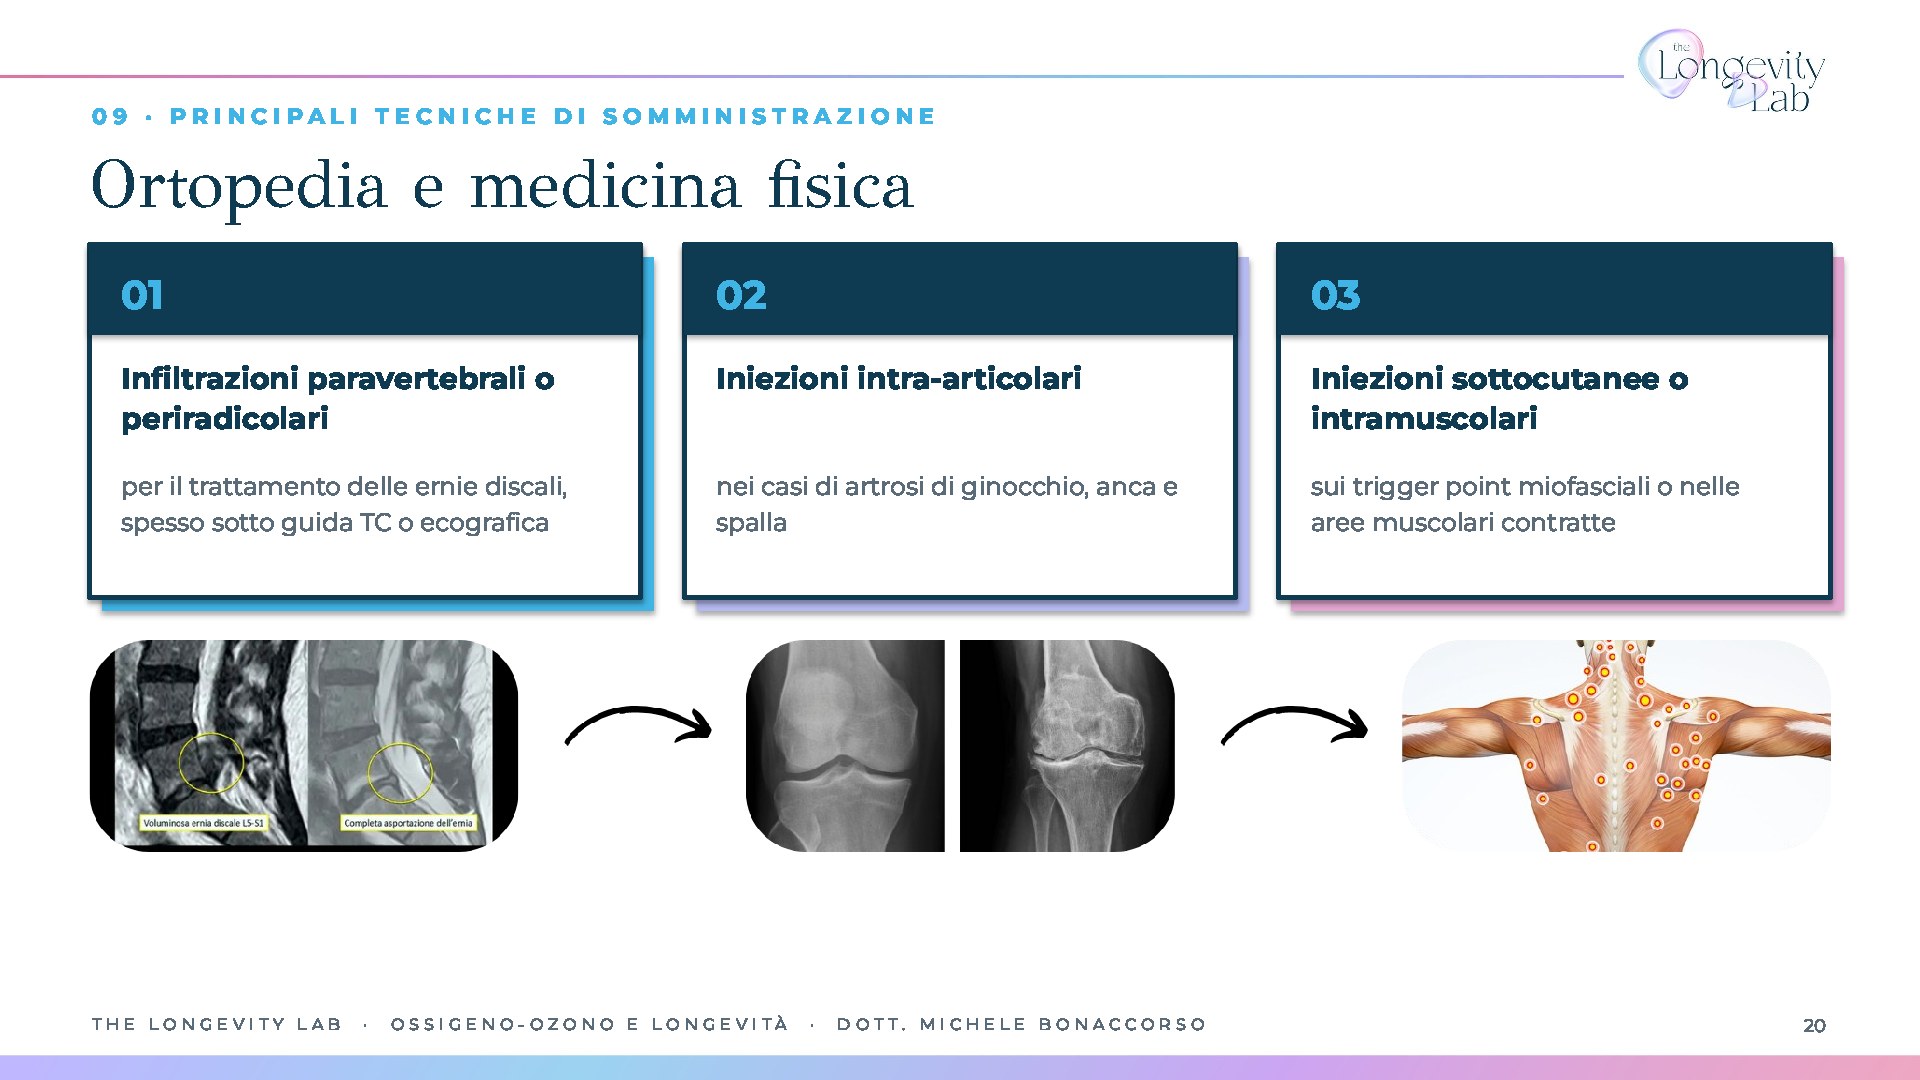 the
Longevity
Lab
09 · PRINCIPALI TECNICHE DI SOMMINISTRAZIONE
Ortopedia e medicina fisica
01
Infiltrazioni paravertebrali o
periradicolari
per il trattamento delle ernie discali,
spesso sotto guida TC o ecografica
02
Iniezioni intra-articolari
nei casi di artrosi di ginocchio, anca e
spalla
03
Iniezioni sottocutanee o
intramuscolari
sui trigger point miofasciali o nelle
aree muscolari contratte
Voluminosa ernia discale L5-S1
Completa asportazione dell'ernia
THE LONGEVITY LAB · OSSIGENO-OZONO E LONGEVITÀ · DOTT. MICHELE BONACCORSO
20